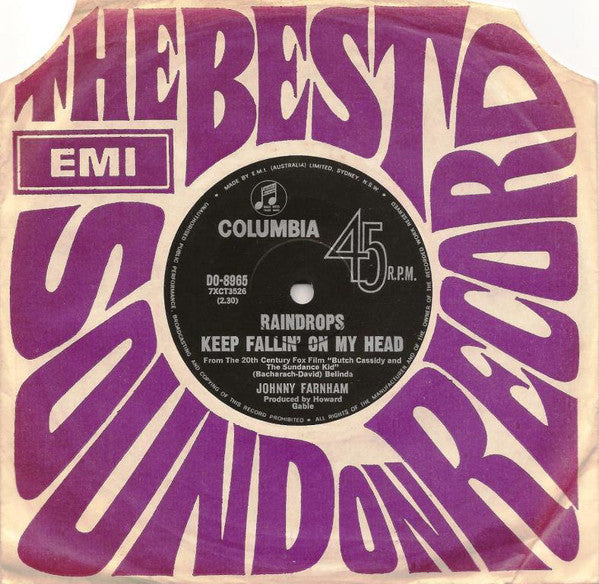 THE BEST
SOUND ON RECORD
EMI
MADE BY E.M.I. (AUSTRALIA) LIMITED, SYDNEY, N.S.W.
COLUMBIA
45
R.P.M.
DO-8965
7XCT3526
(2.30)
RAINDROPS
KEEP FALLIN' ON MY HEAD
From The 20th Century Fox Film "Butch Cassidy and
The Sundance Kid"
(Bacharach-David) Belinda
JOHNNY FARNHAM
Produced by Howard
Gable
UNAUTHORISED PUBLIC PERFORMANCE, BROADCASTING AND COPYING OF THIS RECORD PROHIBITED • ALL RIGHTS OF THE MANUFACTURER AND OF THE OWNER OF THE RECORDED WORK RESERVED